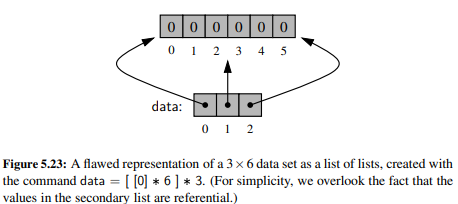 0 0 0 0 0 0
0 1 2 3 4 5
data:
0 1 2
Figure 5.23: A flawed representation of a 3 × 6 data set as a list of lists, created with
the command data = [ [0] * 6 ] * 3. (For simplicity, we overlook the fact that the
values in the secondary list are referential.)